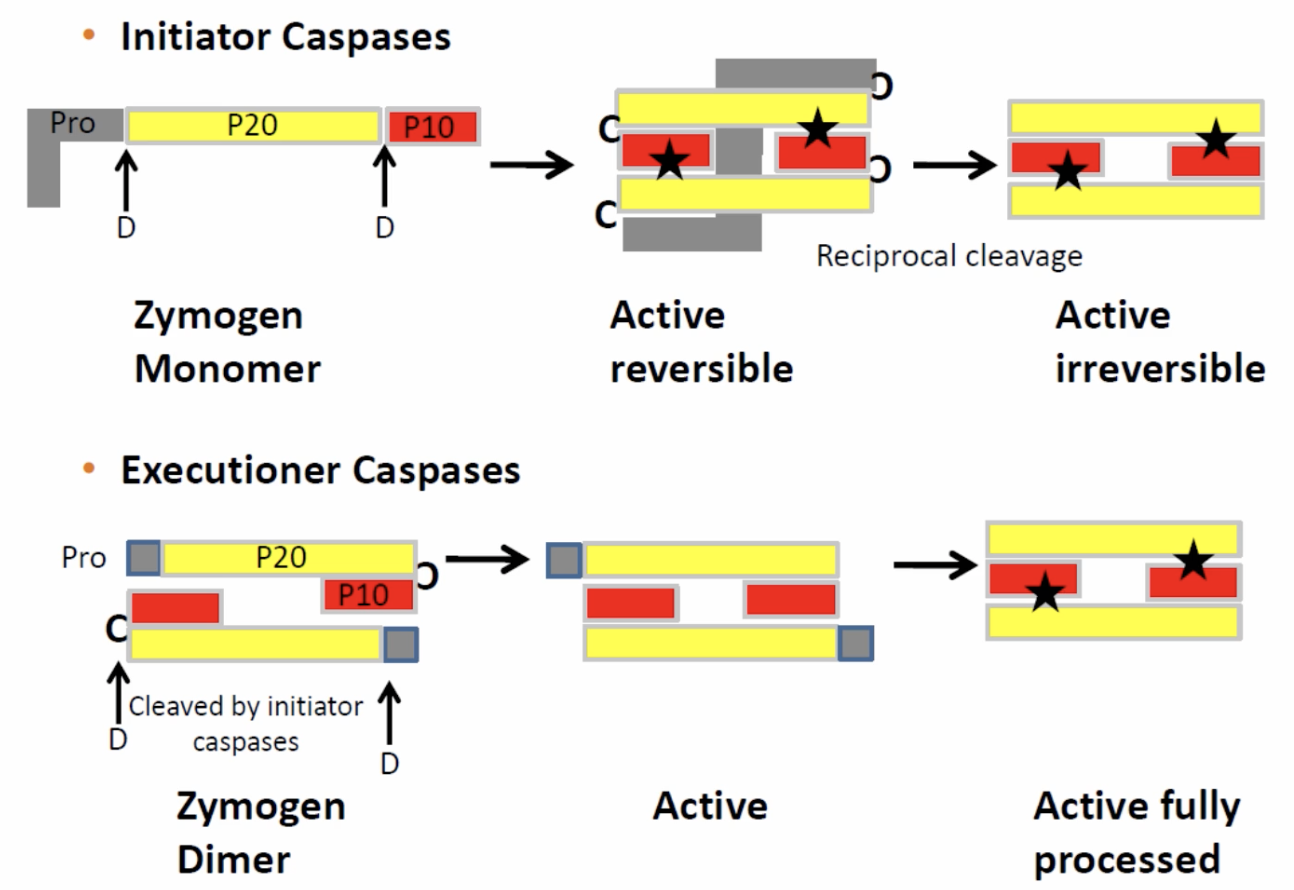 • Initiator Caspases
Pro P20 P10
D D
C
C
Reciprocal cleavage
Zymogen Monomer
Active reversible
Active irreversible
• Executioner Caspases
Pro P20
P10
C
D
Cleaved by initiator
caspases
D
Zymogen
Dimer
Active
Active fully
processed